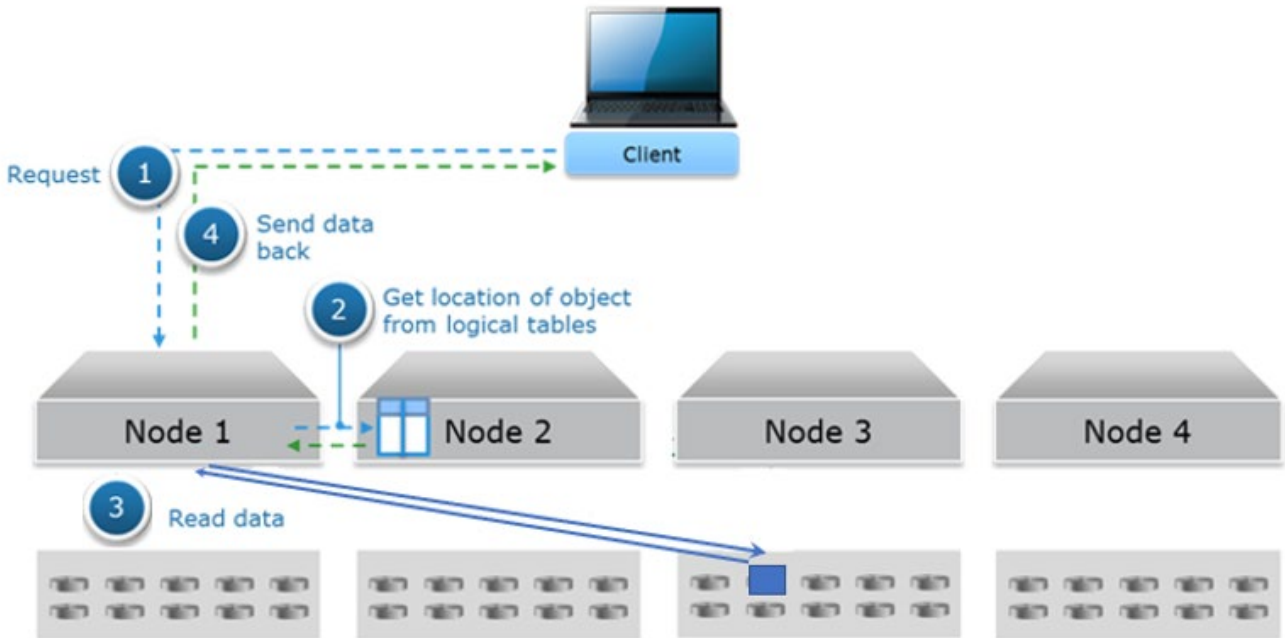 Client
Request
1
4
Send data
back
2
Get location of object
from logical tables
Node 1
Node 2
Node 3
Node 4
3
Read data